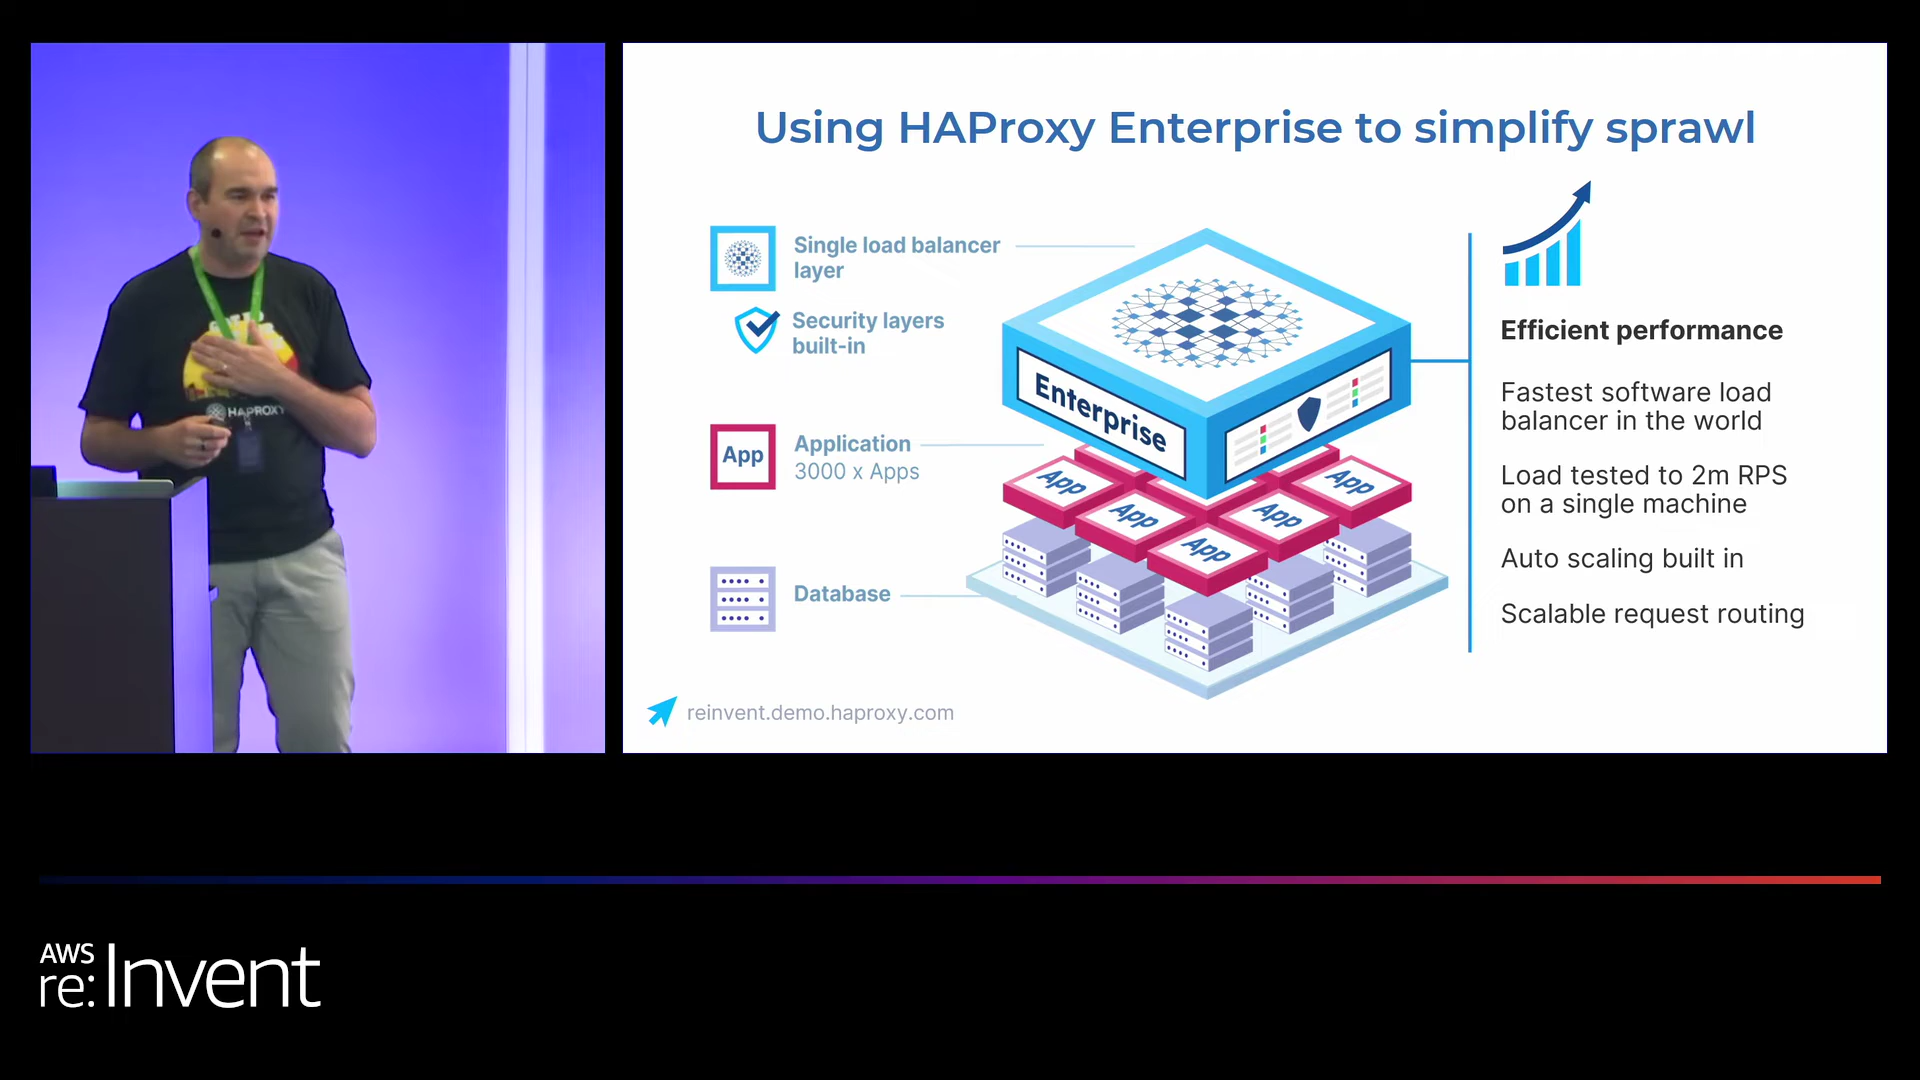 Using HAProxy Enterprise to simplify sprawl
Single load balancer
layer
Security layers
built-in
App
Application
3000 x Apps
Database
Enterprise
App
App
App
App
App
Efficient performance
Fastest software load
balancer in the world
Load tested to 2m RPS
on a single machine
Auto scaling built in
Scalable request routing
reinvent.demo.haproxy.com
HAPROXY
AWS
re:Invent